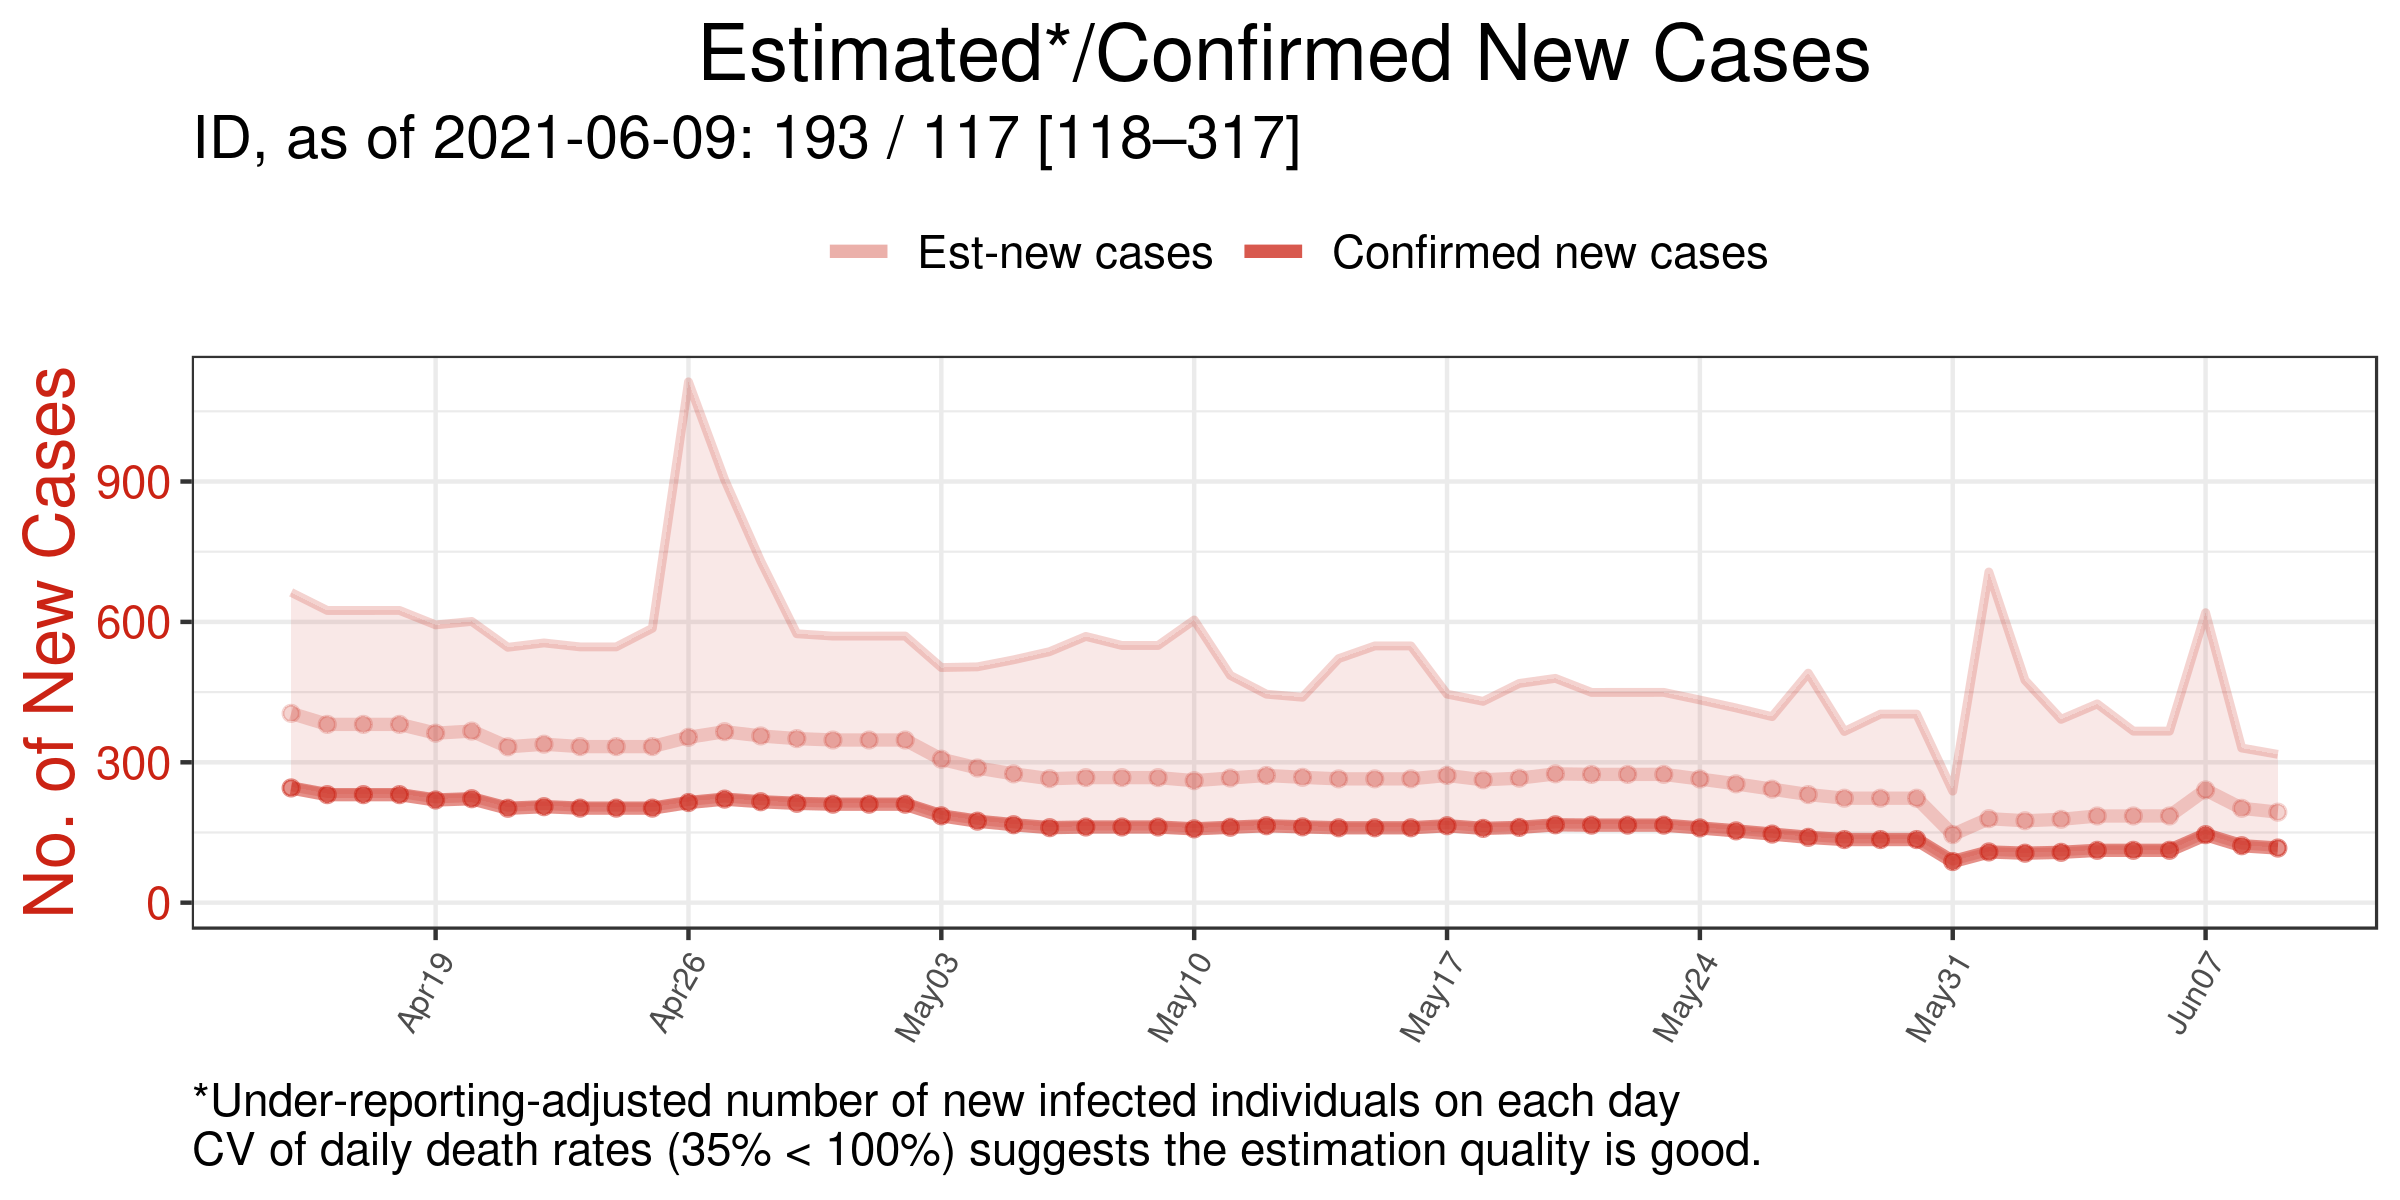 Estimated*/Confirmed New Cases
ID, as of 2021-06-09: 193 / 117 [118–317]
Est-new cases
Confirmed new cases
No. of New Cases
900
600
300
0
Apr19
Apr26
May03
May10
May17
May24
May31
Jun07
*Under-reporting-adjusted number of new infected individuals on each day
CV of daily death rates (35% < 100%) suggests the estimation quality is good.